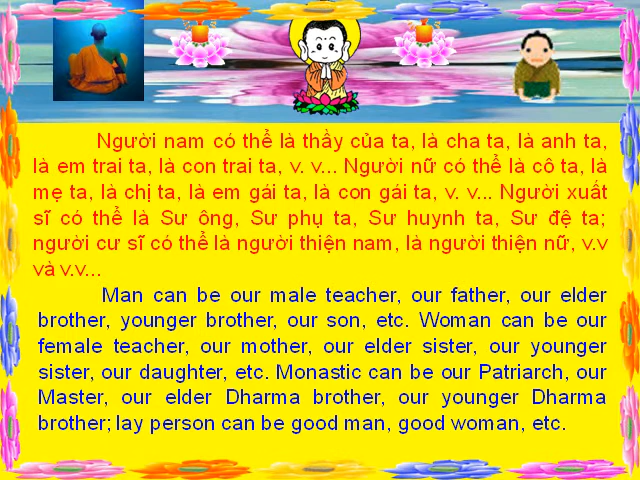 Người nam có thể là thầy của ta, là cha ta, là anh ta,
là em trai ta, là con trai ta, v. v... Người nữ có thể là cô ta, là
mẹ ta, là chị ta, là em gái ta, là con gái ta, v. v... Người xuất
sĩ có thể là Sư ông, Sư phụ ta, Sư huynh ta, Sư đệ ta;
người cư sĩ có thể là người thiện nam, là người thiện nữ, v.v
và v.v...
Man can be our male teacher, our father, our elder
brother, younger brother, our son, etc. Woman can be our
female teacher, our mother, our elder sister, our younger
sister, our daughter, etc. Monastic can be our Patriarch, our
Master, our elder Dharma brother, our younger Dharma
brother; lay person can be good man, good woman, etc.